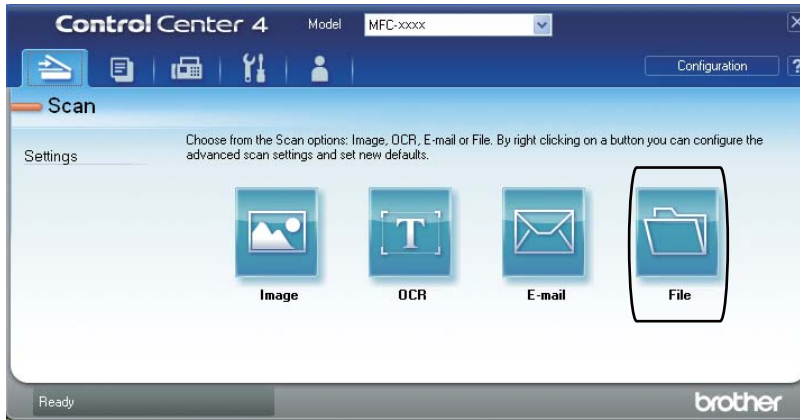 Control Center 4 Model MFC-xxxx
Configuration ?
Scan
Settings
Choose from the Scan options: Image, OCR, E-mail or File. By right clicking on a button you can configure the
advanced scan settings and set new defaults.
T
Image OCR E-mail File
Ready brother